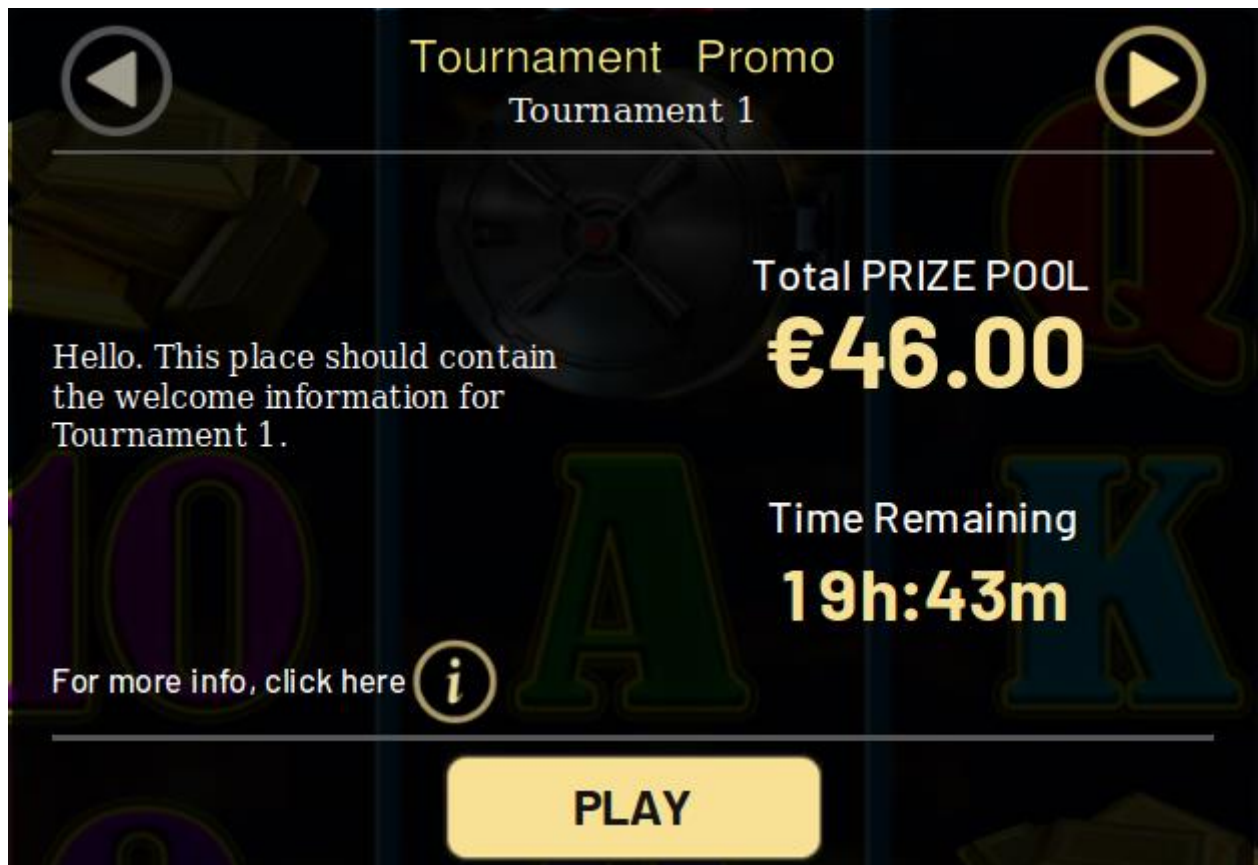 Tournament Promo
Tournament 1
Total PRIZE POOL
€46.00
Hello. This place should contain
the welcome information for
Tournament 1.
Time Remaining
19h:43m
For more info, click here i
PLAY
Q
10
A
K